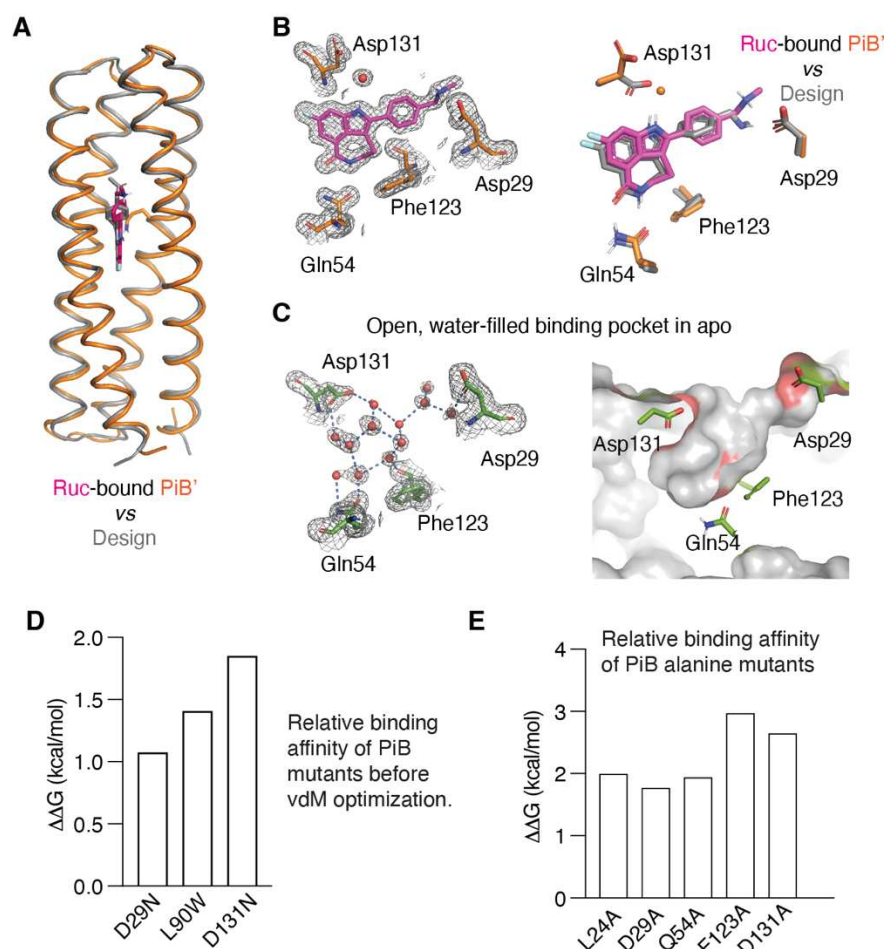 A
Ruc-bound PiB'
vs
Design
B
Asp131
Asp29
Phe123
Gln54
Ruc-bound PiB'
vs
Design
Asp131
Asp29
Phe123
Gln54
C
Open, water-filled binding pocket in apo
Asp131
Asp29
Phe123
Gln54
Asp131
Asp29
Phe123
Gln54
D
ΔΔG (kcal/mol)
2.0
1.5
1.0
0.5
0.0
D29N
L90W
D131N
Relative binding
affinity of PiB
mutants before
vdM optimization.
E
Relative binding affinity
of PiB alanine mutants
ΔΔG (kcal/mol)
4
3
2
1
0
L24A
D29A
Q54A
F123A
D131A